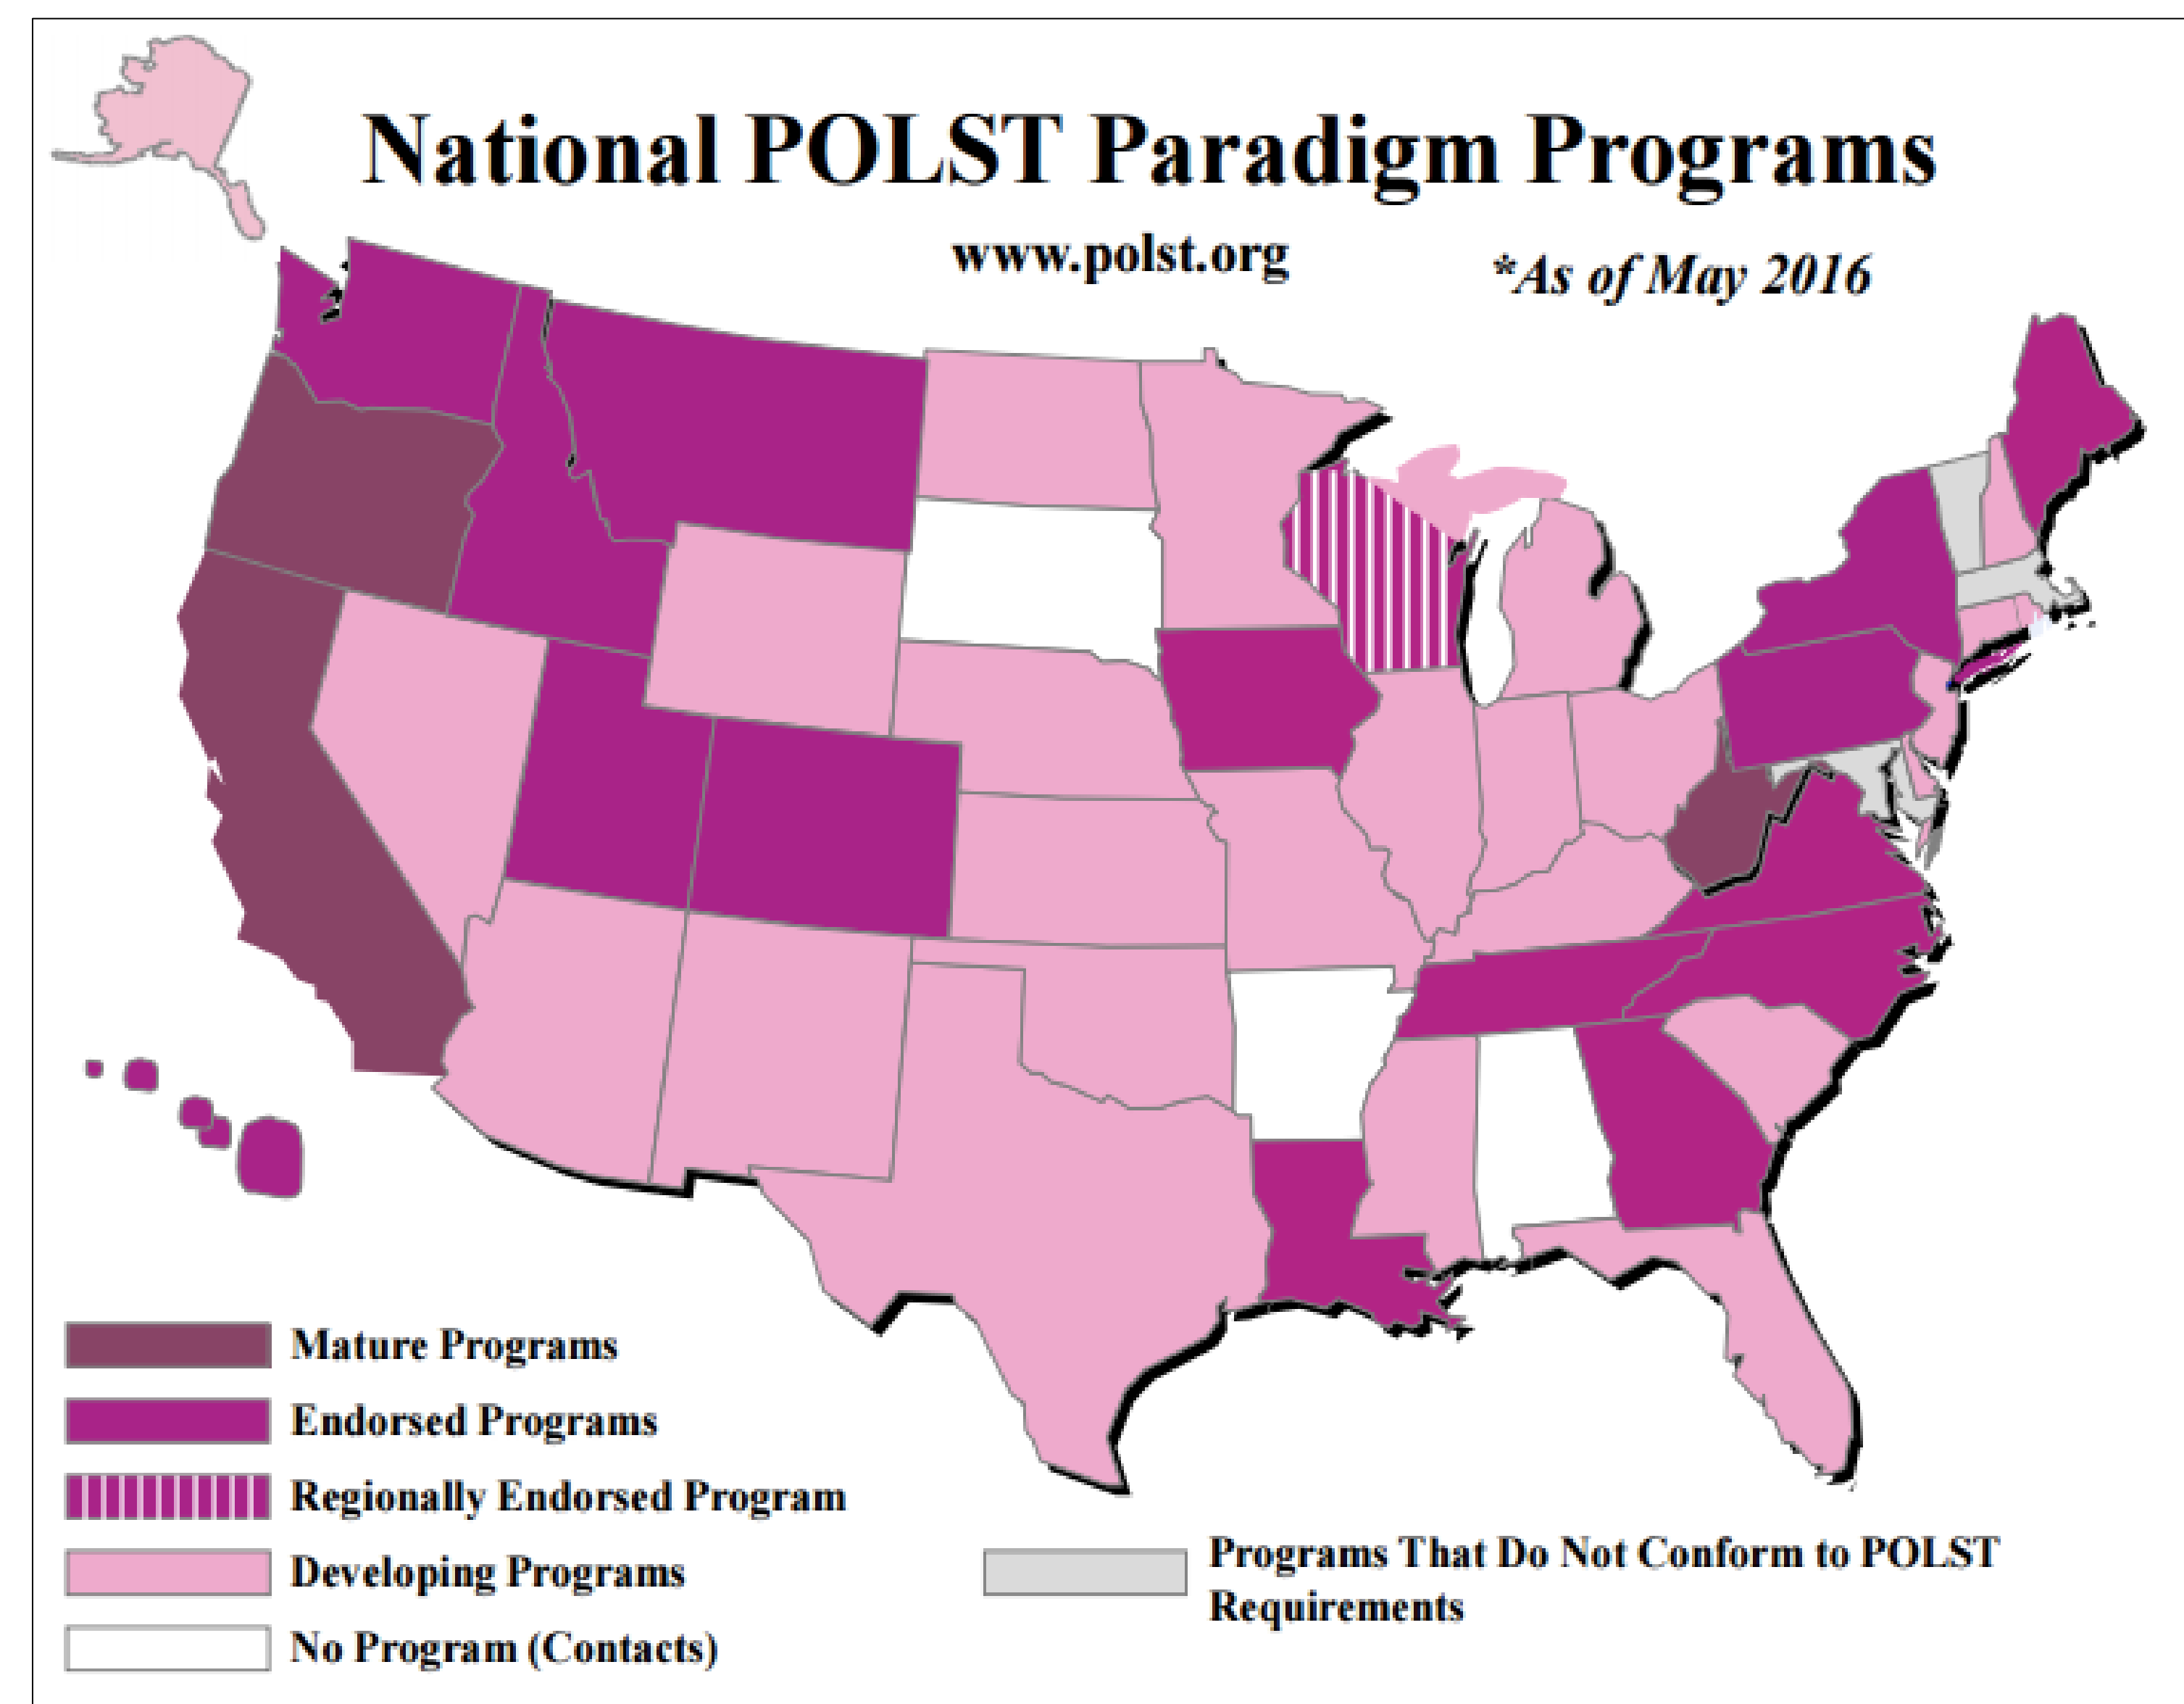 National POLST Paradigm Programs
www.polst.org
*As of May 2016
Mature Programs
Endorsed Programs
Regionally Endorsed Program
Developing Programs
No Program (Contacts)
Programs That Do Not Conform to POLST
Requirements